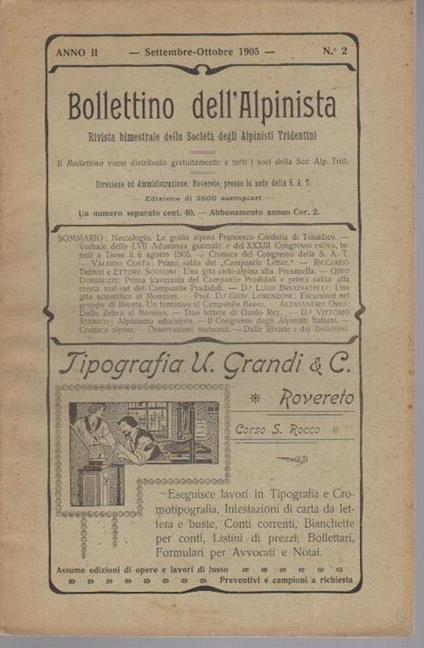 ANNO II — Settembre-Ottobre 1905 — N.º 2
Bollettino dell'Alpinista
Rivista bimestrale della Società degli Alpinisti Tridentini
Il Bollettino viene distribuito gratuitamente a tutti i soci della Soc. Alp. Trid.
Direzione ed Amministrazione: Rovereto, presso la sede della S. A. T.
— Edizione di 2500 esemplari —
Un numero separato cent. 40. — Abbonamento annuo Cor. 2.
SOMMARIO: Necrologio. La guida alpina Francesco Cordella di Tonadico. —
Verbale della LVII Adunanza generale e del XXXIII Congresso estivo, te-
nuti a Tione il 6 agosto 1905. — Cronaca del Congresso della S. A. T.
— VALERIO COSTA: Prima salita del „Campanile Letter." — RICCARDO
TRENTI e ETTORE SCOTONI: Una gita ciclo-alpina alla Presanella. — GINO
DORIGUZZI: Prima traversata del Campanile Pradidali e prima salita alla
cresta sud-est del Campanile Pradidali. — D.r LUIGI BRUGNATELLI: Una
gita scientifica ai Monzoni. — Prof. D.r GIOV. LORENZONI: Escursioni nel
gruppo di Brenta. Un tentativo al Campanile Basso. — ALESSANDRO OHO:
Dallo Zebrù al Bernina. — Due lettere di Guido Rey. — D.r VITTORIO
STENICO: Alpinismo educativo. — Il Congresso degli Alpinisti Italiani. —
Cronaca alpina. — Osservazioni meteorol. — Dalle Riviste e dai Bollettini.
Tipografia U. Grandi & C.
Rovereto
Corso S. Rocco
Eseguisce lavori in Tipografia e Cro-
motipografia, Intestazioni di carta da let-
tera e buste, Conti correnti, Bianchette
per conti, Listini di prezzi, Bollettari,
Formulari per Avvocati e Notai.
Assume edizioni di opere e lavori di lusso
Preventivi e campioni a richiesta